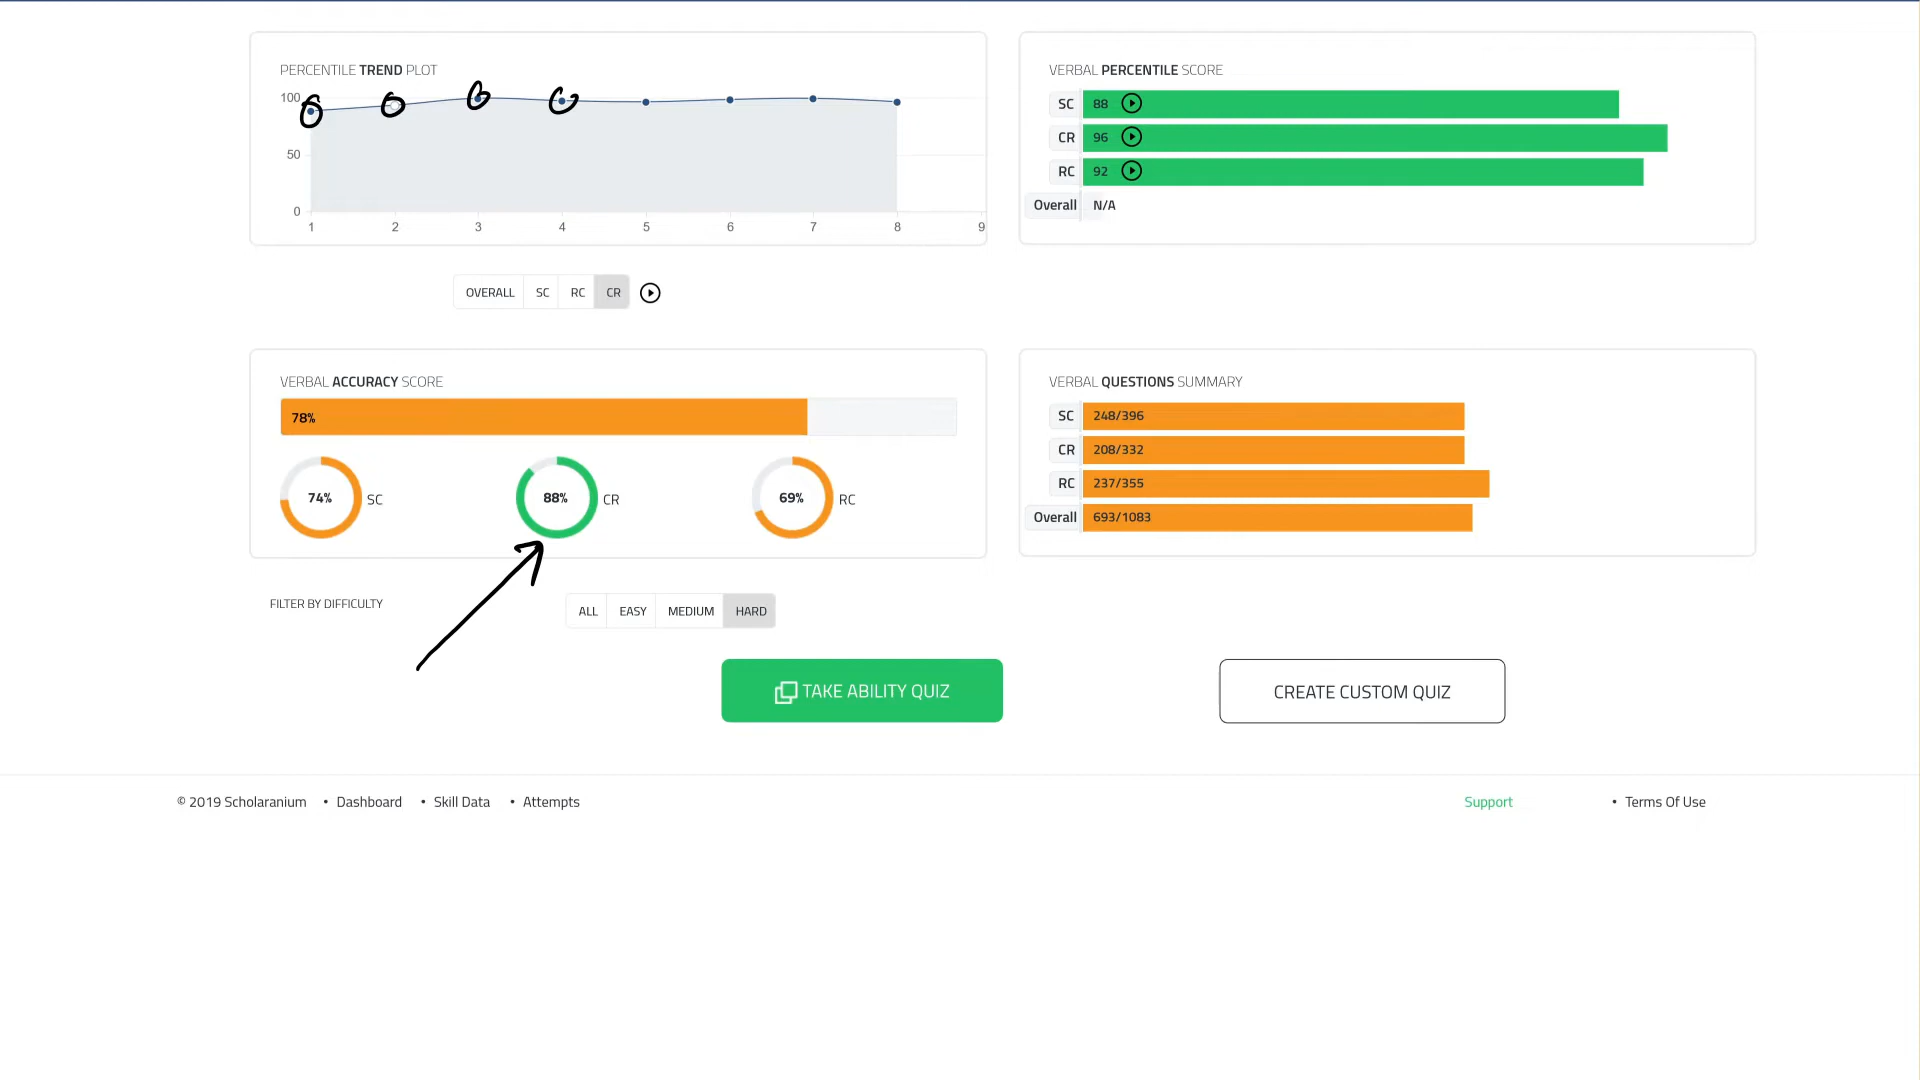 PERCENTILE TREND PLOT
100
50
0
1 2 3 4 5 6 7 8 9
OVERALL SC RC CR
VERBAL PERCENTILE SCORE
SC 88
CR 96
RC 92
Overall N/A
VERBAL ACCURACY SCORE
78%
74% SC 88% CR 69% RC
VERBAL QUESTIONS SUMMARY
SC 248/396
CR 208/332
RC 237/355
Overall 693/1083
FILTER BY DIFFICULTY
ALL EASY MEDIUM HARD
TAKE ABILITY QUIZ
CREATE CUSTOM QUIZ
© 2019 Scholaranium • Dashboard • Skill Data • Attempts Support • Terms Of Use